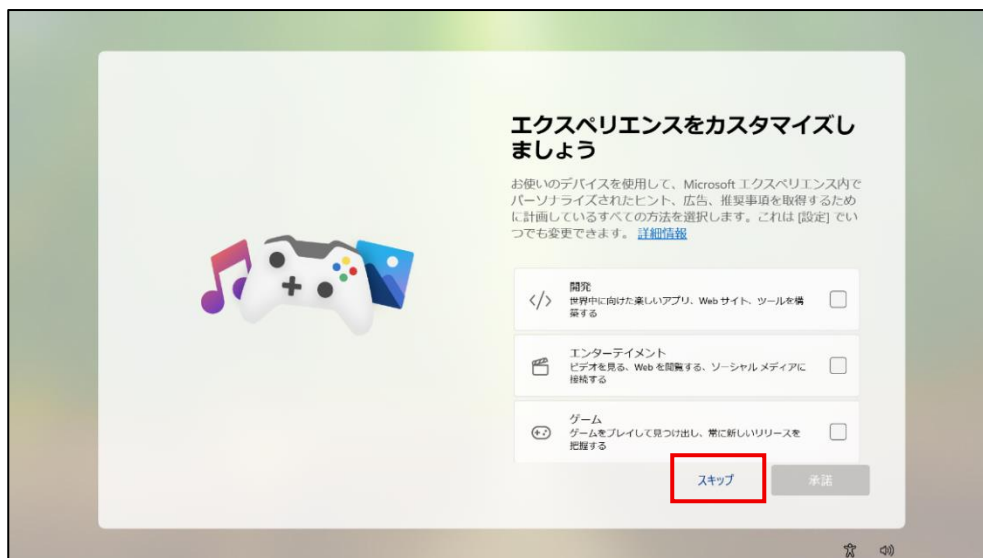 エクスペリエンスをカスタマイズし
ましょう
お使いのデバイスを使用して、Microsoft エクスペリエンス内で
パーソナライズされたヒント、広告、推奨事項を取得するため
に計画しているすべての方法を選択します。これは [設定] でい
つでも変更できます。 詳細情報
開発
世界中に向けた楽しいアプリ、Web サイト、ツールを構
築する
エンターテイメント
ビデオを見る、Web を閲覧する、ソーシャル メディアに
接続する
ゲーム
ゲームをプレイして見つけ出し、常に新しいリリースを
把握する
スキップ
承諾